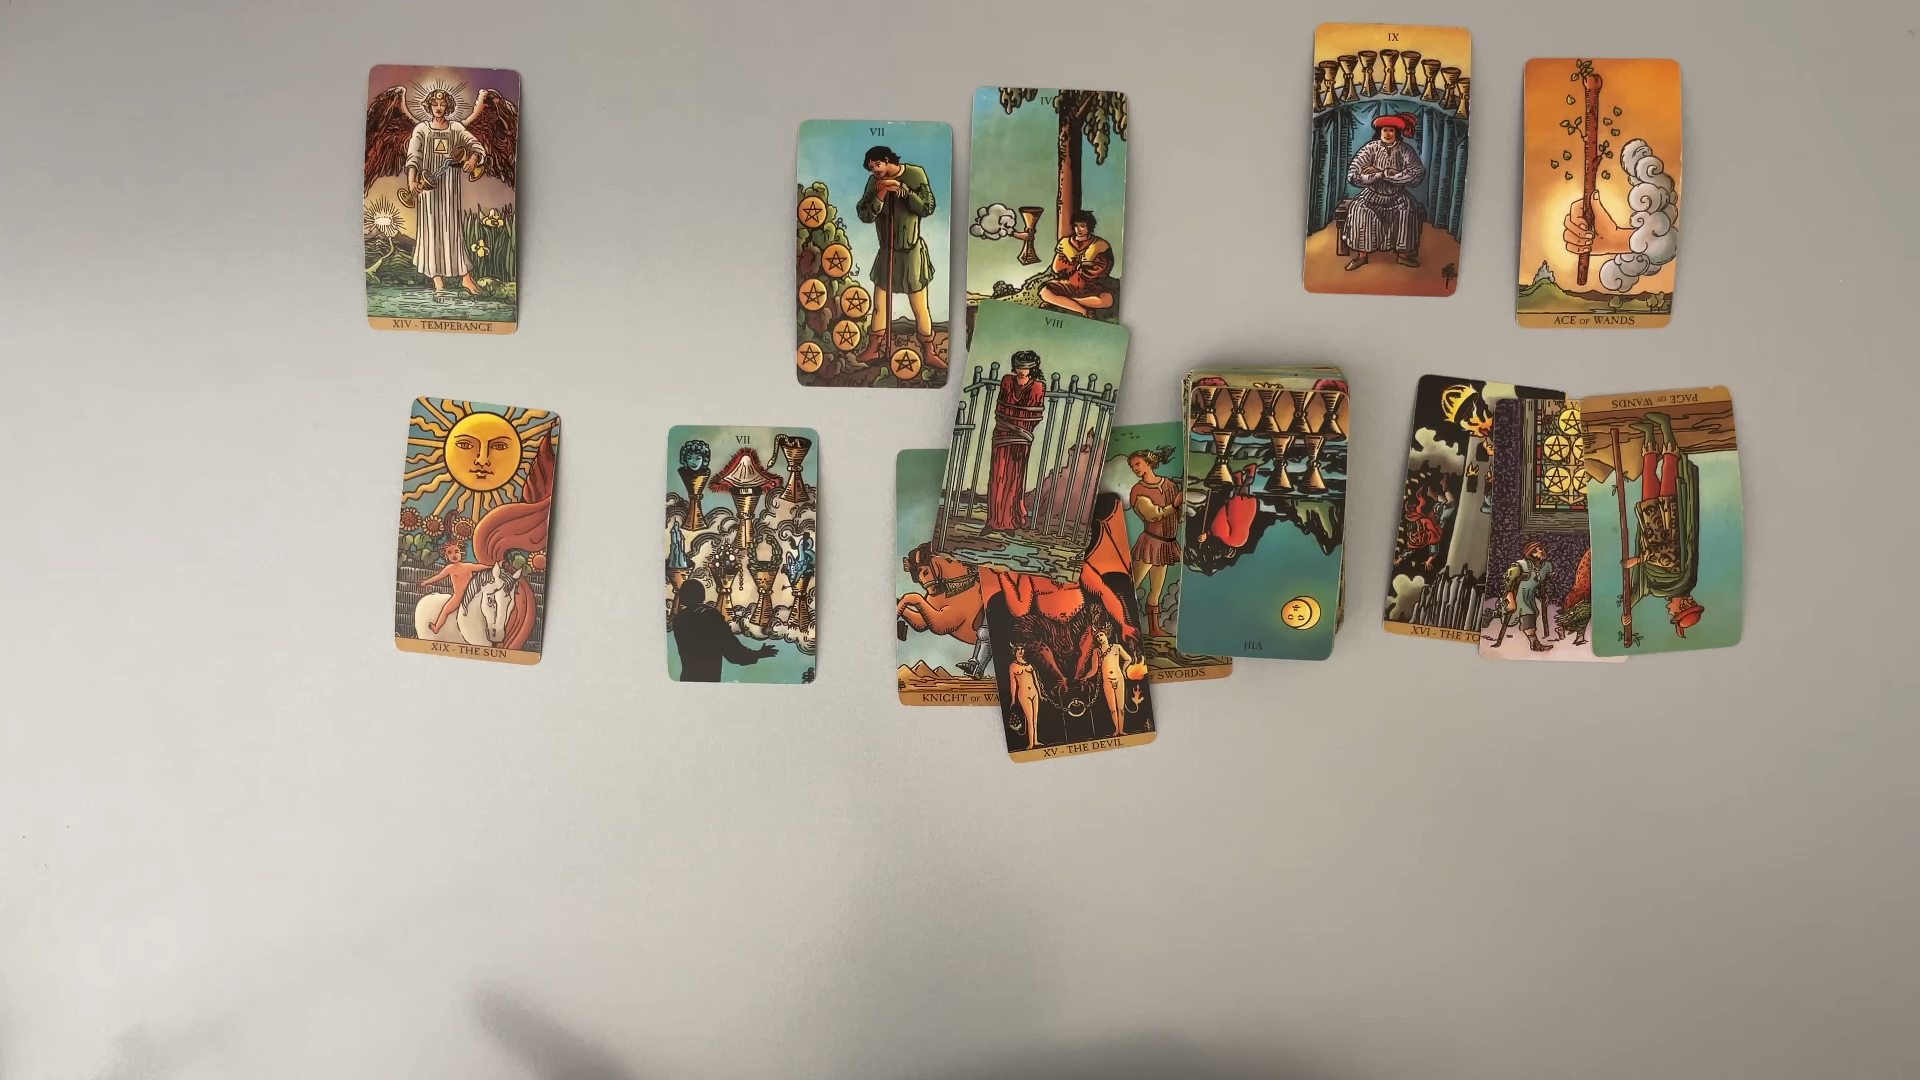 XIV - TEMPERANCE
VII
IV
IX
ACE OF WANDS
XIX - THE SUN
VII
VIII
KNIGHT OF WA
XV - THE DEVIL
OF SWORDS
VIII
XVI - THE TO
PAGE OF WANDS